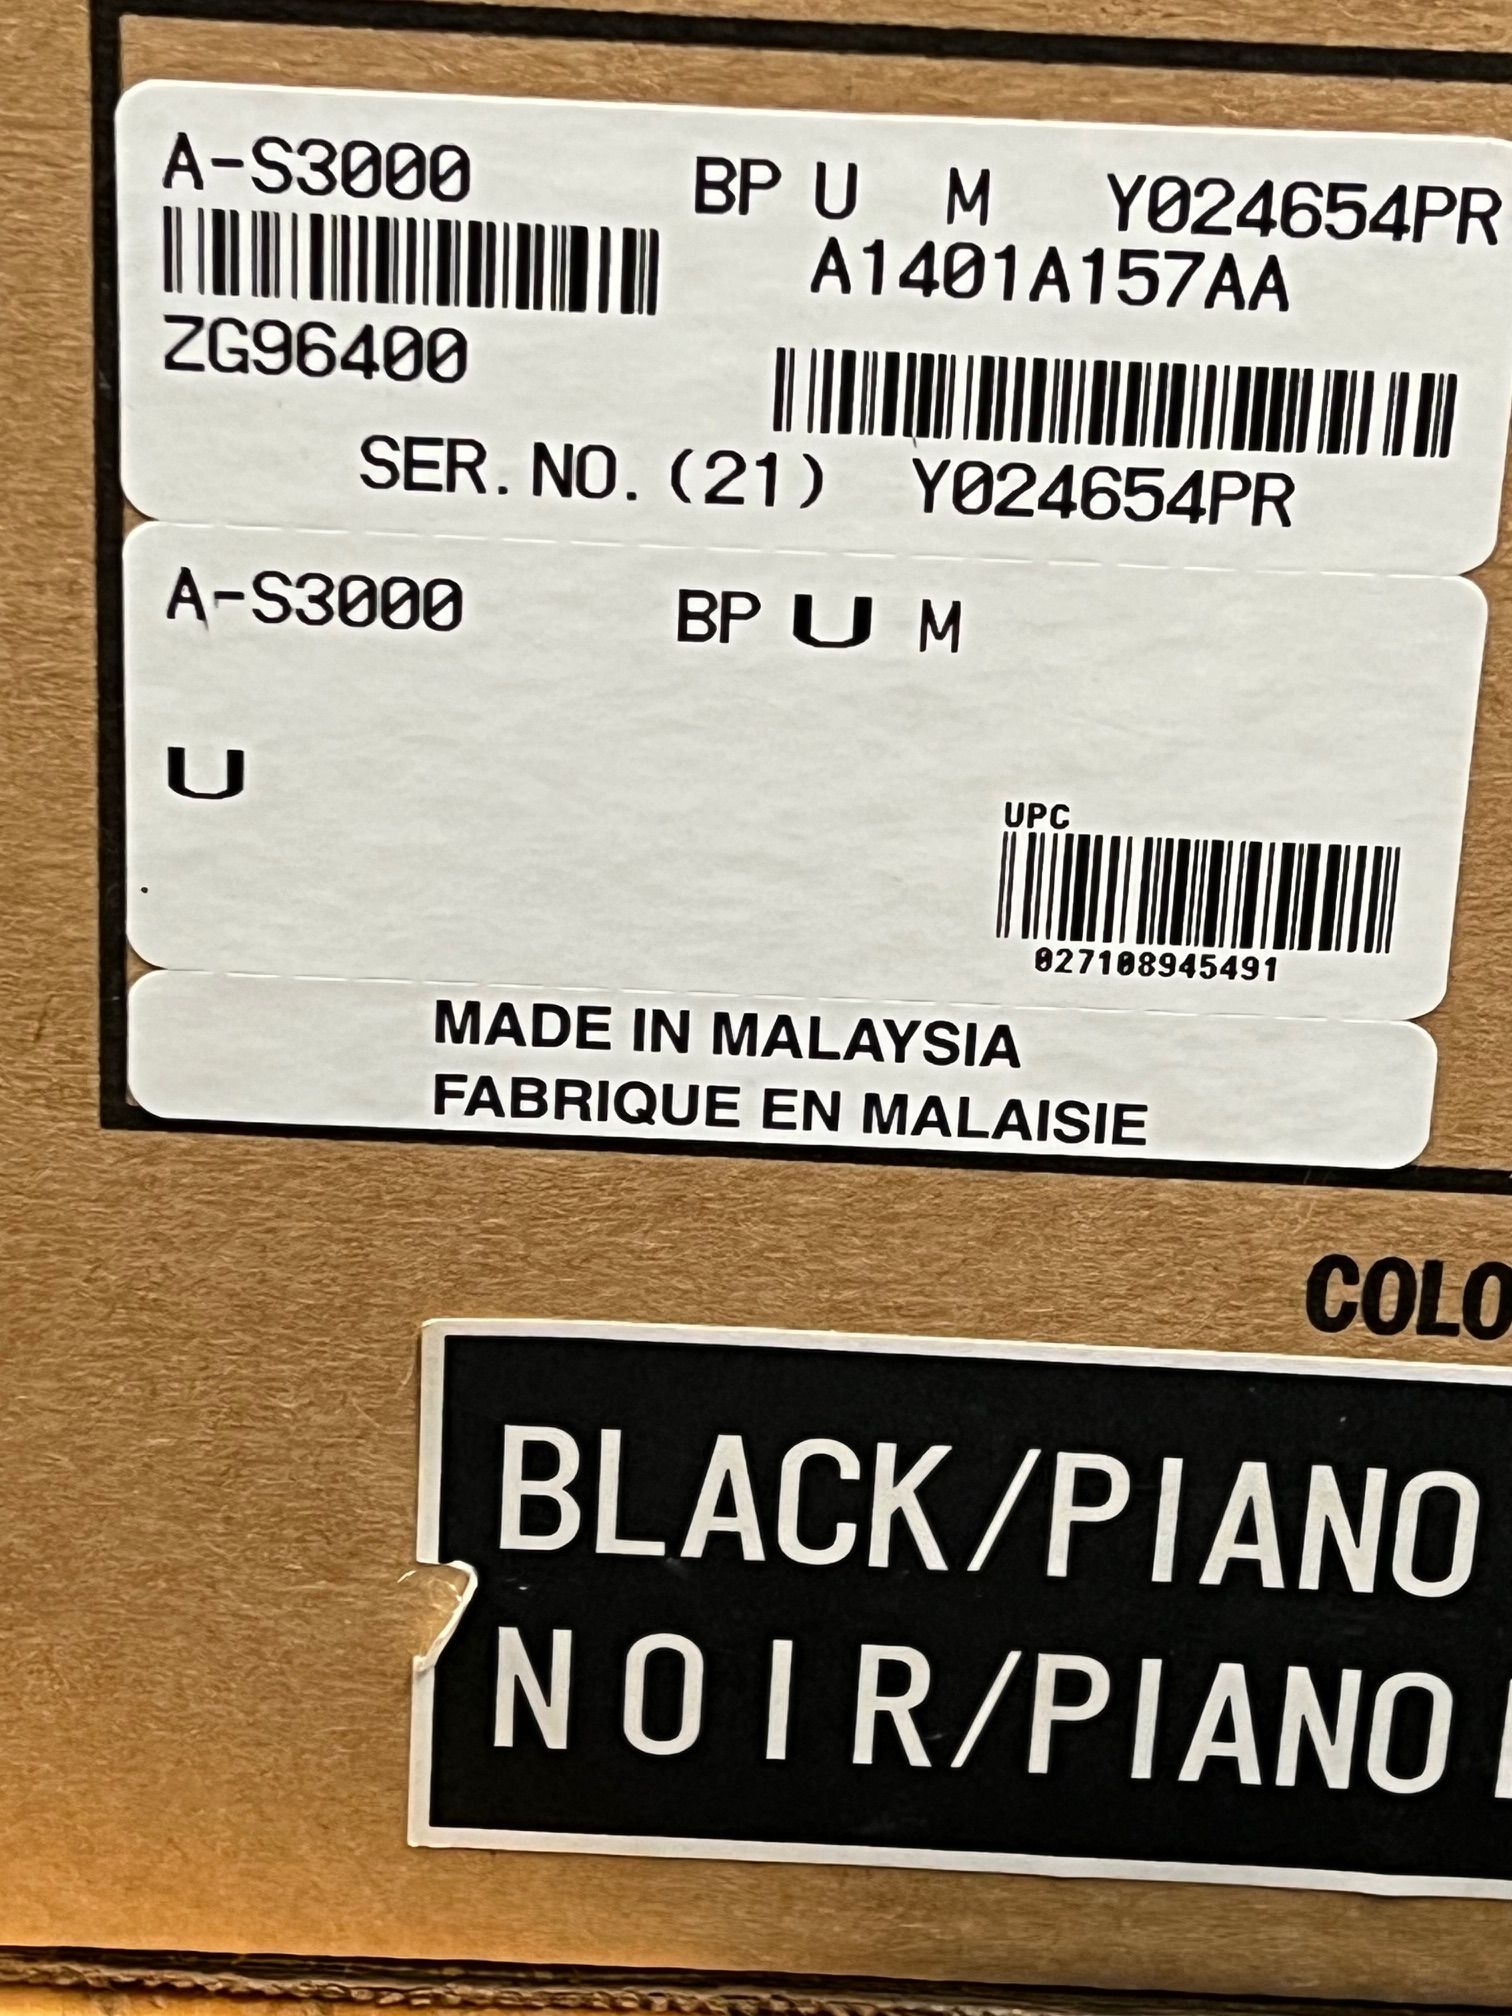 A-S3000 BP U M Y024654PR
A1401A157AA
ZG96400
SER.NO.(21) Y024654PR
A-S3000 BP U M
U
UPC
027108945491
MADE IN MALAYSIA
FABRIQUE EN MALAISIE
COLO
BLACK/PIANO
NOIR/PIANO